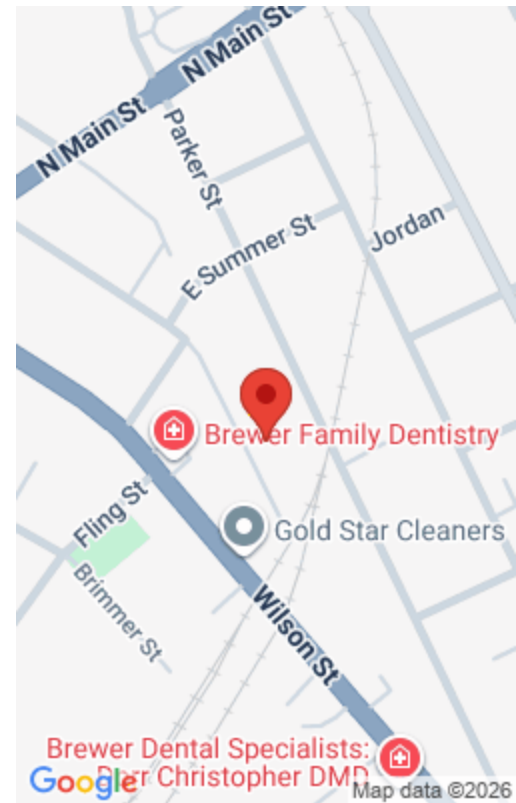 N Main St
N Main St
Parker St
E Summer St
Jordan
Brewer Family Dentistry
Gold Star Cleaners
Fling St
Brimmer St
Wilson St
Brewer Dental Specialists:
Dorr Christopher DMD
Google
Map data ©2026